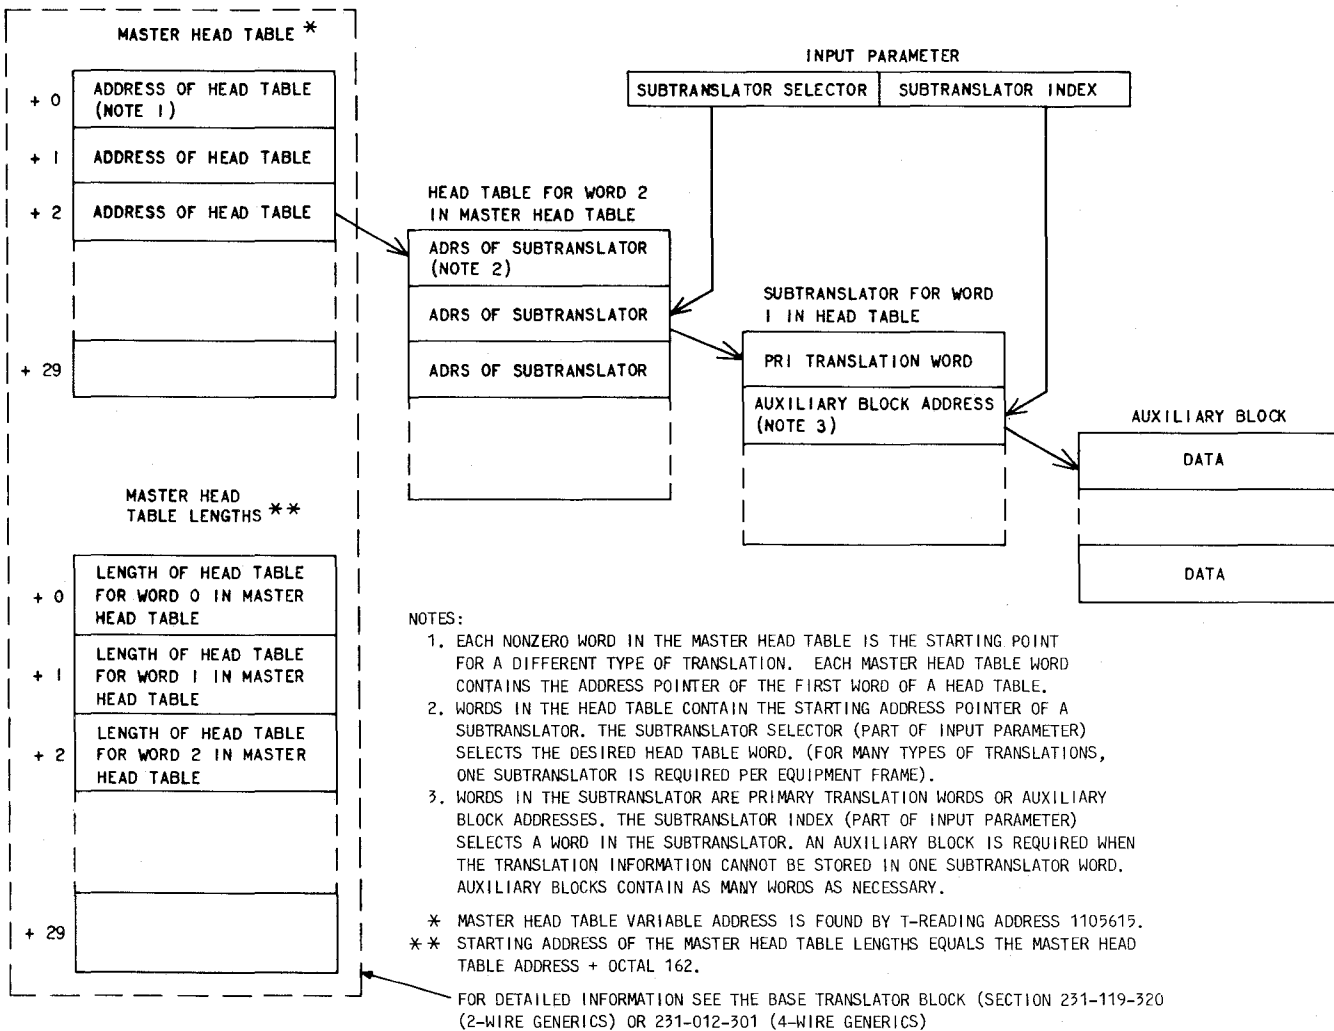 MASTER HEAD TABLE *
+ 0
ADDRESS OF HEAD TABLE
(NOTE 1)
+ 1
ADDRESS OF HEAD TABLE
+ 2
ADDRESS OF HEAD TABLE
+ 29
MASTER HEAD
TABLE LENGTHS **
+ 0
LENGTH OF HEAD TABLE
FOR WORD 0 IN MASTER
HEAD TABLE
+ 1
LENGTH OF HEAD TABLE
FOR WORD 1 IN MASTER
HEAD TABLE
+ 2
LENGTH OF HEAD TABLE
FOR WORD 2 IN MASTER
HEAD TABLE
+ 29
INPUT PARAMETER
SUBTRANSLATOR SELECTOR
SUBTRANSLATOR INDEX
HEAD TABLE FOR WORD 2
IN MASTER HEAD TABLE
ADRS OF SUBTRANSLATOR
(NOTE 2)
ADRS OF SUBTRANSLATOR
ADRS OF SUBTRANSLATOR
SUBTRANSLATOR FOR WORD
1 IN HEAD TABLE
PRI TRANSLATION WORD
AUXILIARY BLOCK ADDRESS
(NOTE 3)
AUXILIARY BLOCK
DATA
DATA
NOTES:
1. EACH NONZERO WORD IN THE MASTER HEAD TABLE IS THE STARTING POINT
FOR A DIFFERENT TYPE OF TRANSLATION. EACH MASTER HEAD TABLE WORD
CONTAINS THE ADDRESS POINTER OF THE FIRST WORD OF A HEAD TABLE.
2. WORDS IN THE HEAD TABLE CONTAIN THE STARTING ADDRESS POINTER OF A
SUBTRANSLATOR. THE SUBTRANSLATOR SELECTOR (PART OF INPUT PARAMETER)
SELECTS THE DESIRED HEAD TABLE WORD. (FOR MANY TYPES OF TRANSLATIONS,
ONE SUBTRANSLATOR IS REQUIRED PER EQUIPMENT FRAME).
3. WORDS IN THE SUBTRANSLATOR ARE PRIMARY TRANSLATION WORDS OR AUXILIARY
BLOCK ADDRESSES. THE SUBTRANSLATOR INDEX (PART OF INPUT PARAMETER)
SELECTS A WORD IN THE SUBTRANSLATOR. AN AUXILIARY BLOCK IS REQUIRED WHEN
THE TRANSLATION INFORMATION CANNOT BE STORED IN ONE SUBTRANSLATOR WORD.
AUXILIARY BLOCKS CONTAIN AS MANY WORDS AS NECESSARY.
* MASTER HEAD TABLE VARIABLE ADDRESS IS FOUND BY T-READING ADDRESS 1105615.
** STARTING ADDRESS OF THE MASTER HEAD TABLE LENGTHS EQUALS THE MASTER HEAD
TABLE ADDRESS + OCTAL 162.
FOR DETAILED INFORMATION SEE THE BASE TRANSLATOR BLOCK (SECTION 231-119-320
(2-WIRE GENERICS) OR 231-012-301 (4-WIRE GENERICS)